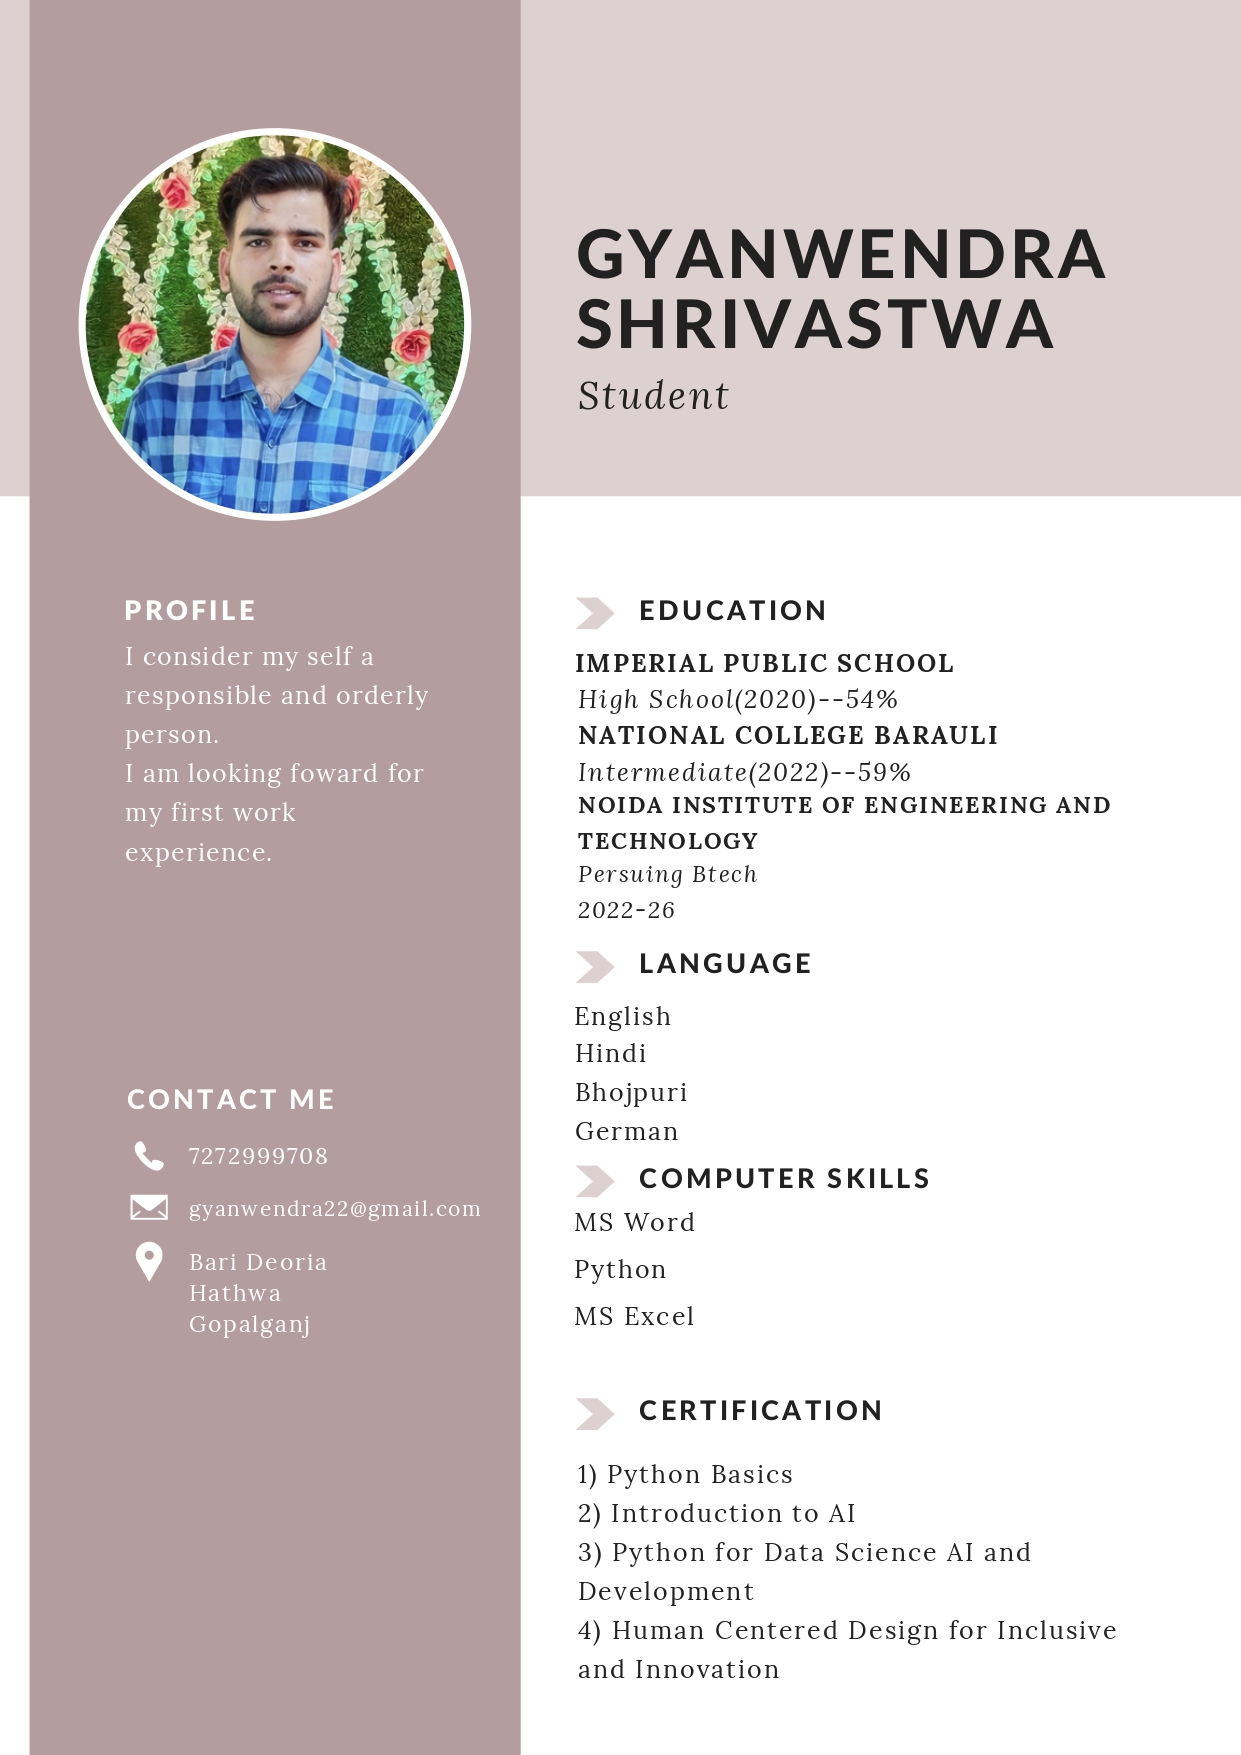 GYANWENDRA
SHRIVASTWA
Student
PROFILE
I consider my self a
responsible and orderly
person.
I am looking foward for
my first work
experience.
CONTACT ME
7272999708
gyanwendra22@gmail.com
Bari Deoria
Hathwa
Gopalganj
EDUCATION
IMPERIAL PUBLIC SCHOOL
High School(2020)--54%
NATIONAL COLLEGE BARAULI
Intermediate(2022)--59%
NOIDA INSTITUTE OF ENGINEERING AND
TECHNOLOGY
Persuing Btech
2022-26
LANGUAGE
English
Hindi
Bhojpuri
German
COMPUTER SKILLS
MS Word
Python
MS Excel
CERTIFICATION
1) Python Basics
2) Introduction to AI
3) Python for Data Science AI and
Development
4) Human Centered Design for Inclusive
and Innovation